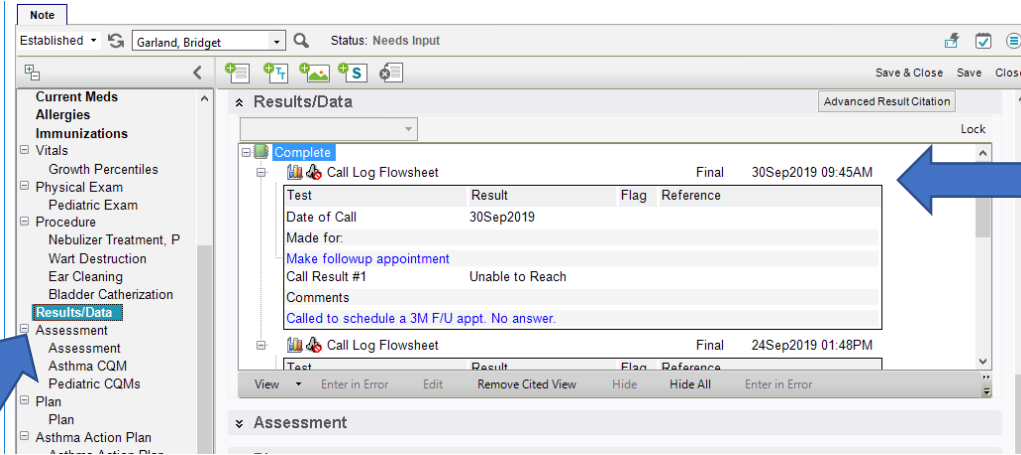 Note
Established Garland, Bridget Status: Needs Input
Save & Close Save Close
Current Meds
Allergies
Immunizations
Vitals
Growth Percentiles
Physical Exam
Pediatric Exam
Procedure
Nebulizer Treatment, P
Wart Destruction
Ear Cleaning
Bladder Catherization
Results/Data
Assessment
Assessment
Asthma CQM
Pediatric CQMs
Plan
Plan
Asthma Action Plan
Results/Data Advanced Result Citation
Lock
Complete
Call Log Flowsheet Final 30Sep2019 09:45AM
Test Result Flag Reference
Date of Call 30Sep2019
Made for:
Make followup appointment
Call Result #1 Unable to Reach
Comments
Called to schedule a 3M F/U appt. No answer.
Call Log Flowsheet Final 24Sep2019 01:48PM
Test Result Flag Reference
View Enter in Error Edit Remove Cited View Hide Hide All Enter in Error
Assessment